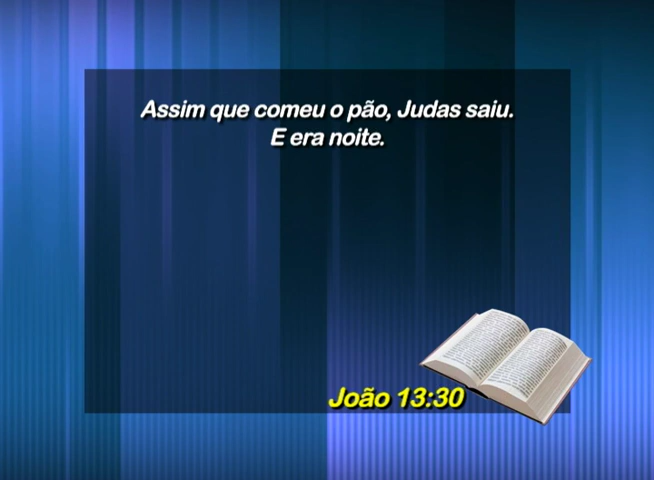 Assim que comeu o pão, Judas saiu.
E era noite.
João 13:30